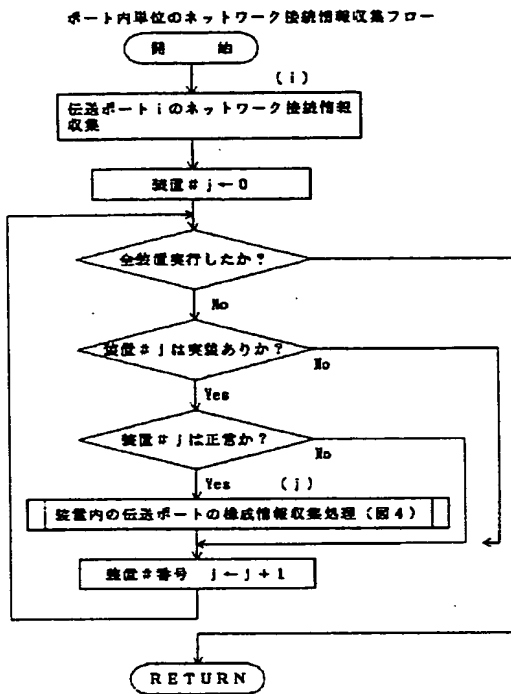 ポート内単位のネットワーク接続情報収集フロー
開　　始
(i)
伝送ポートiのネットワーク接続情報
収集
装置#j←0
全装置実行したか?
No
装置#jは実装ありか?
No
Yes
装置#jは正常か?
No
Yes
(j)
装置内の伝送ポートの構成情報収集処理(図4)
装置#番号　j←j+1
RETURN